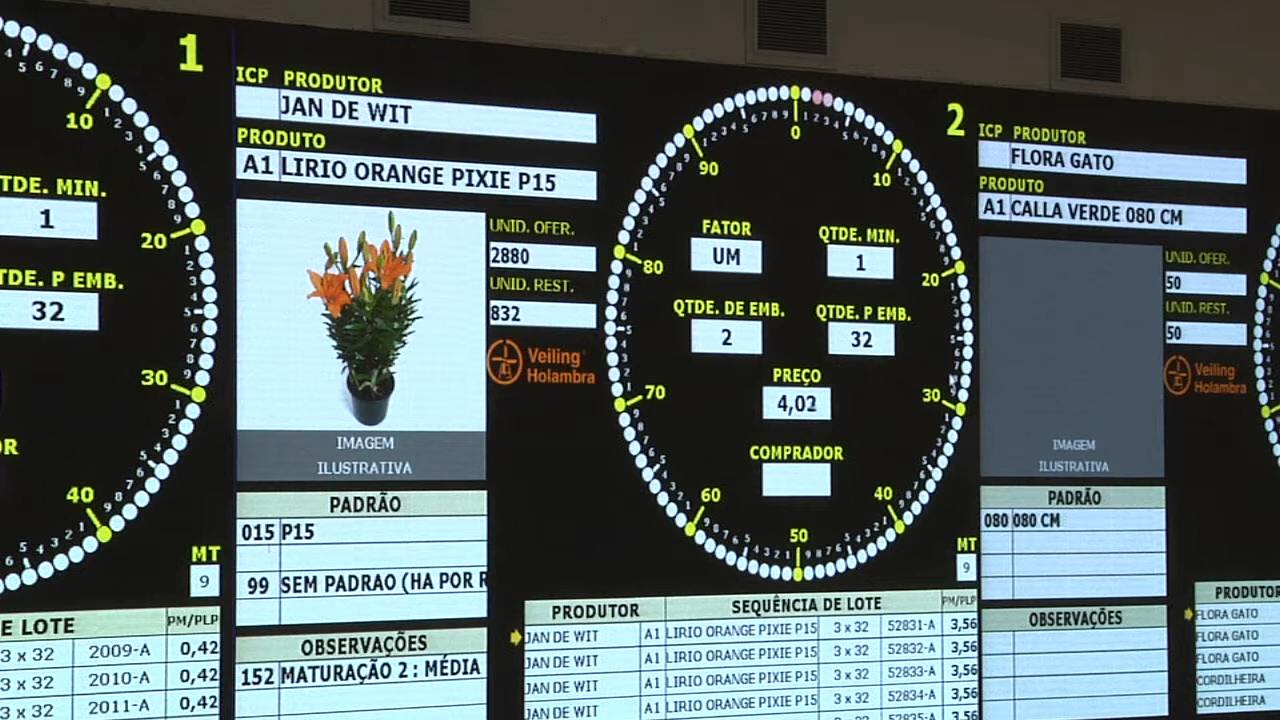 1
10
20
30
40
TDE. MIN.
1
TDE. P EMB.
32
MT
9
E LOTE PM/PLP
3 x 32 2009-A 0,42
3 x 32 2010-A 0,42
3 x 32 2011-A 0,42
ICP PRODUTOR
JAN DE WIT
PRODUTO
A1 LIRIO ORANGE PIXIE P15
UNID. OFER.
2880
UNID. REST.
832
Veiling
Holambra
IMAGEM
ILUSTRATIVA
PADRÃO
015 P15
99 SEM PADRAO (HA POR R
OBSERVAÇÕES
152 MATURAÇÃO 2 : MÉDIA
2
0
10
20
30
40
50
60
70
80
90
FATOR
UM
QTDE. MIN.
1
QTDE. DE EMB.
2
QTDE. P EMB.
32
PREÇO
4,02
COMPRADOR
MT
9
PRODUTOR SEQUÊNCIA DE LOTE PM/PLP
JAN DE WIT A1 LIRIO ORANGE PIXIE P15 3 x 32 52831-A 3,56
JAN DE WIT A1 LIRIO ORANGE PIXIE P15 3 x 32 52832-A 3,56
JAN DE WIT A1 LIRIO ORANGE PIXIE P15 3 x 32 52833-A 3,56
JAN DE WIT A1 LIRIO ORANGE PIXIE P15 3 x 32 52834-A 3,56
52835-A 3,56
ICP PRODUTOR
FLORA GATO
PRODUTO
A1 CALLA VERDE 080 CM
UNID. OFER.
50
UNID. REST.
50
Veiling
Holambra
IMAGEM
ILUSTRATIVA
PADRÃO
080 080 CM
OBSERVAÇÕES
PRODUTOR
FLORA GATO
FLORA GATO
FLORA GATO
CORDILHEIRA
CORDILHEIRA